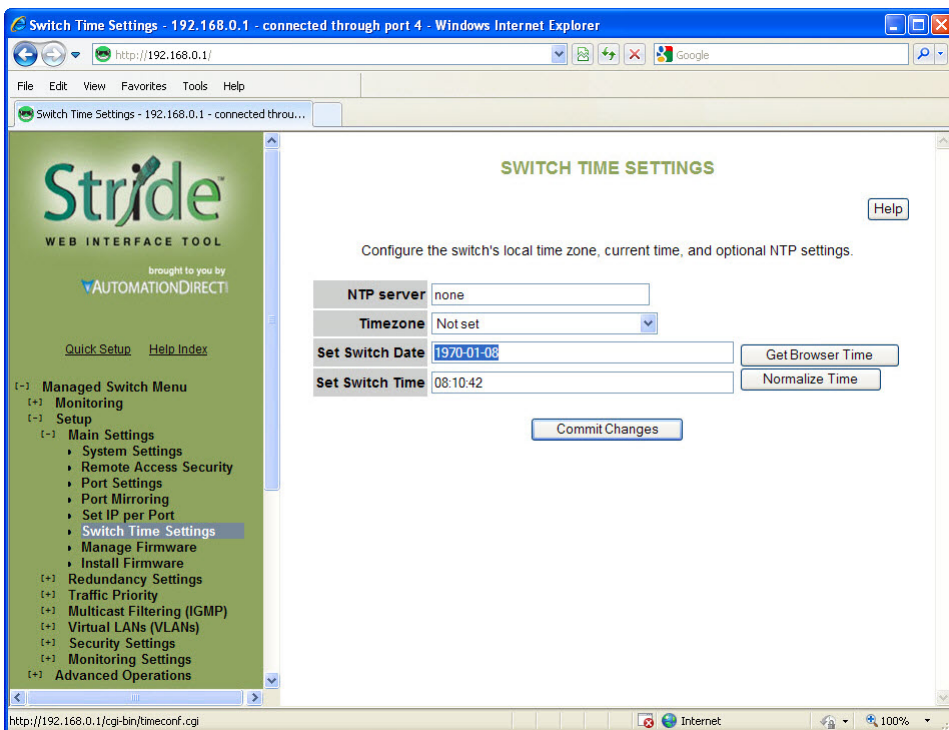 Switch Time Settings - 192.168.0.1 - connected through port 4 - Windows Internet Explorer
http://192.168.0.1/
Google
File Edit View Favorites Tools Help
Switch Time Settings - 192.168.0.1 - connected throu...
Stride™
WEB INTERFACE TOOL
brought to you by
AUTOMATIONDIRECT
Quick Setup Help Index
[-] Managed Switch Menu
[+] Monitoring
[-] Setup
[-] Main Settings
System Settings
Remote Access Security
Port Settings
Port Mirroring
Set IP per Port
Switch Time Settings
Manage Firmware
Install Firmware
[+] Redundancy Settings
[+] Traffic Priority
[+] Multicast Filtering (IGMP)
[+] Virtual LANs (VLANs)
[+] Security Settings
[+] Monitoring Settings
[+] Advanced Operations
SWITCH TIME SETTINGS
Help
Configure the switch's local time zone, current time, and optional NTP settings.
NTP server none
Timezone Not set
Set Switch Date 1970-01-08 Get Browser Time
Set Switch Time 08:10:42 Normalize Time
Commit Changes
http://192.168.0.1/cgi-bin/timeconf.cgi Internet 100%